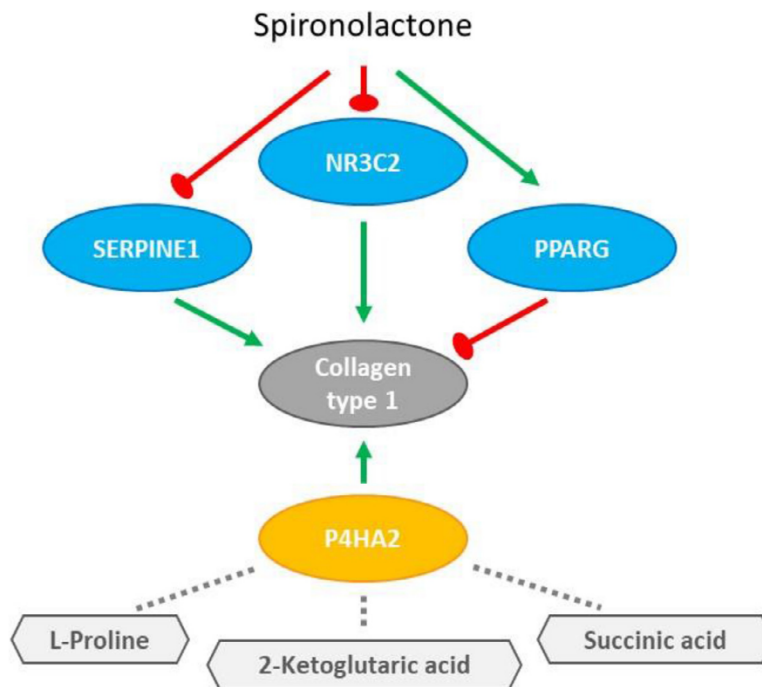 Spironolactone
NR3C2
SERPINE1
PPARG
Collagen
type 1
P4HA2
L-Proline
2-Ketoglutaric acid
Succinic acid